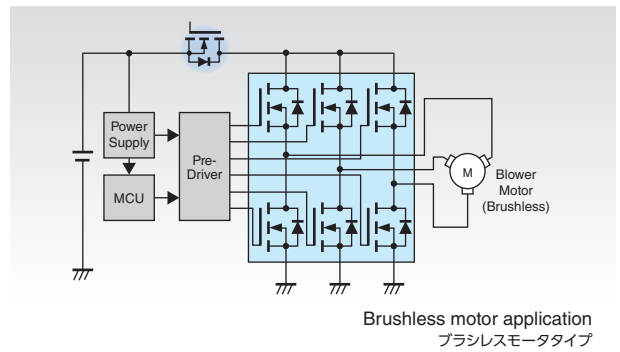 Power
Supply
MCU
Pre-
Driver
M
Blower
Motor
(Brushless)
Brushless motor application
ブラシレスモータタイプ